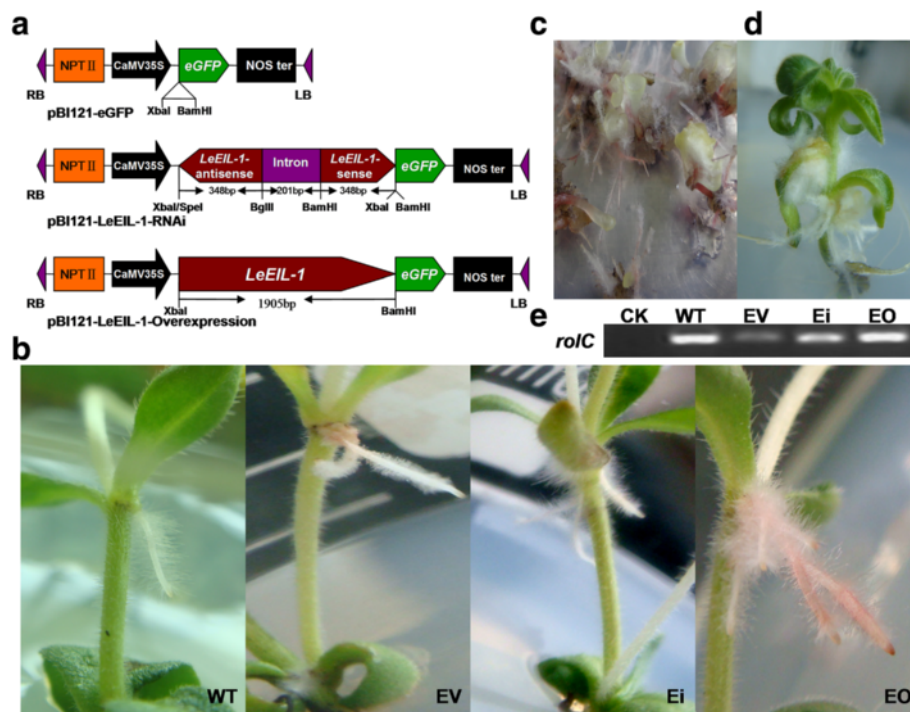 a
NPT II CaMV35S eGFP NOS ter
RB LB
XbaI BamHI
pBI121-eGFP
NPT II CaMV35S LeEIL-1-antisense Intron LeEIL-1-sense eGFP NOS ter
348bp 201bp 348bp
RB XbaI/SpeI BglII BamHI XbaI BamHI LB
pBI121-LeEIL-1-RNAi
NPT II CaMV35S LeEIL-1 eGFP NOS ter
1905bp
RB XbaI BamHI LB
pBI121-LeEIL-1-Overexpression
c
d
e
CK WT EV Ei EO
rolC
b
WT
EV
Ei
EO